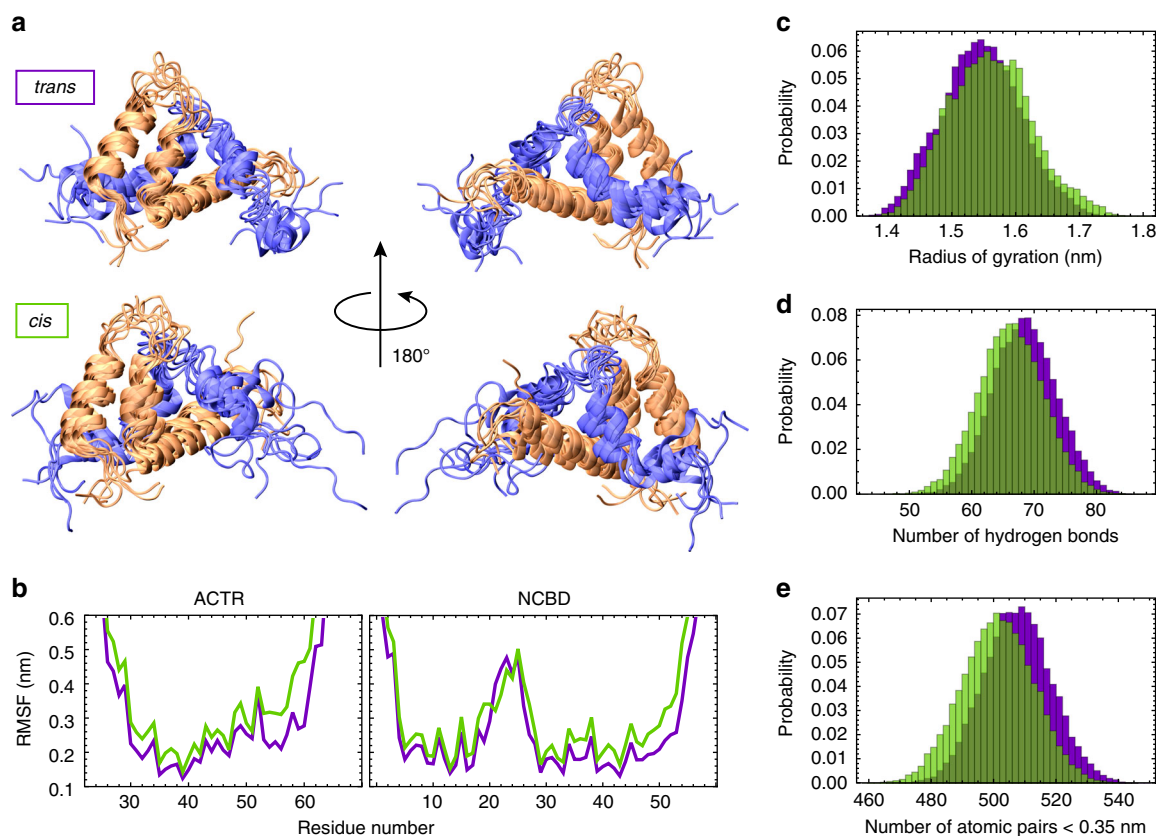 a
trans
cis
180°
b
ACTR
NCBD
RMSF (nm)
0.6
0.5
0.4
0.3
0.2
0.1
30 40 50 60
10 20 30 40 50
Residue number
c
Probability
0.06
0.05
0.04
0.03
0.02
0.01
0.00
1.4 1.5 1.6 1.7 1.8
Radius of gyration (nm)
d
Probability
0.08
0.06
0.04
0.02
0.00
50 60 70 80
Number of hydrogen bonds
e
Probability
0.07
0.06
0.05
0.04
0.03
0.02
0.01
0.00
460 480 500 520 540
Number of atomic pairs < 0.35 nm